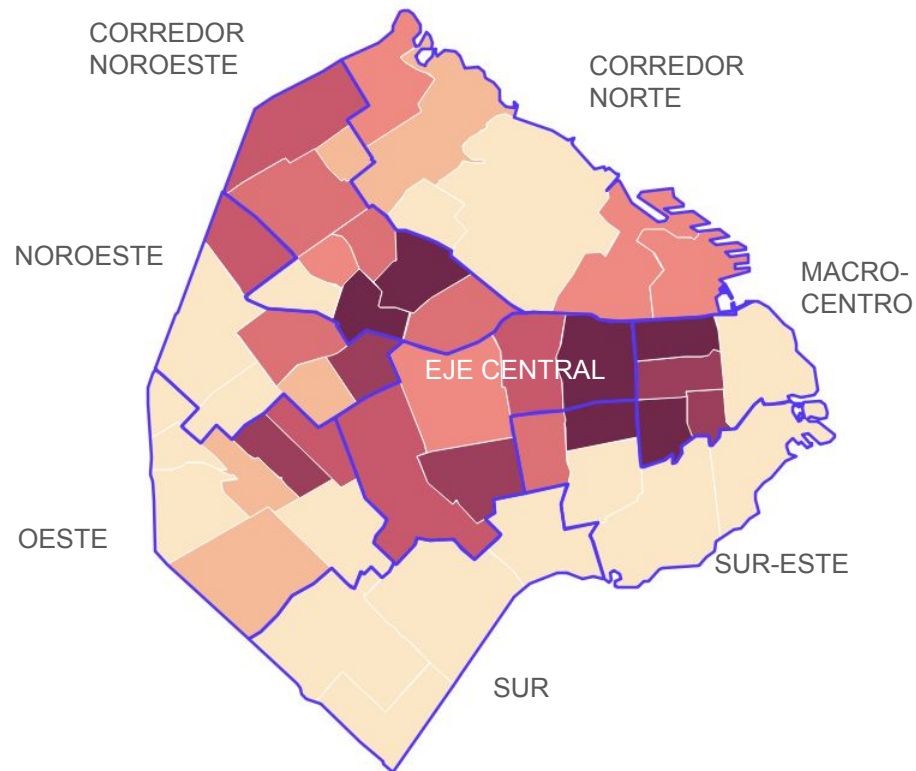 CORREDOR
NOROESTE
CORREDOR
NORTE
NOROESTE
MACRO-
CENTRO
EJE CENTRAL
OESTE
SUR-ESTE
SUR